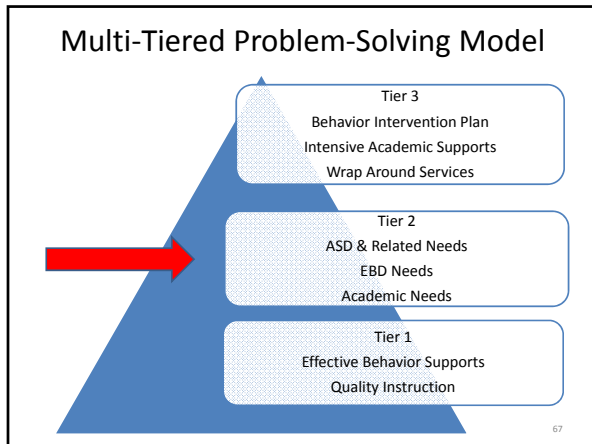 Multi-Tiered Problem-Solving Model
Tier 3
Behavior Intervention Plan
Intensive Academic Supports
Wrap Around Services
Tier 2
ASD & Related Needs
EBD Needs
Academic Needs
Tier 1
Effective Behavior Supports
Quality Instruction
67